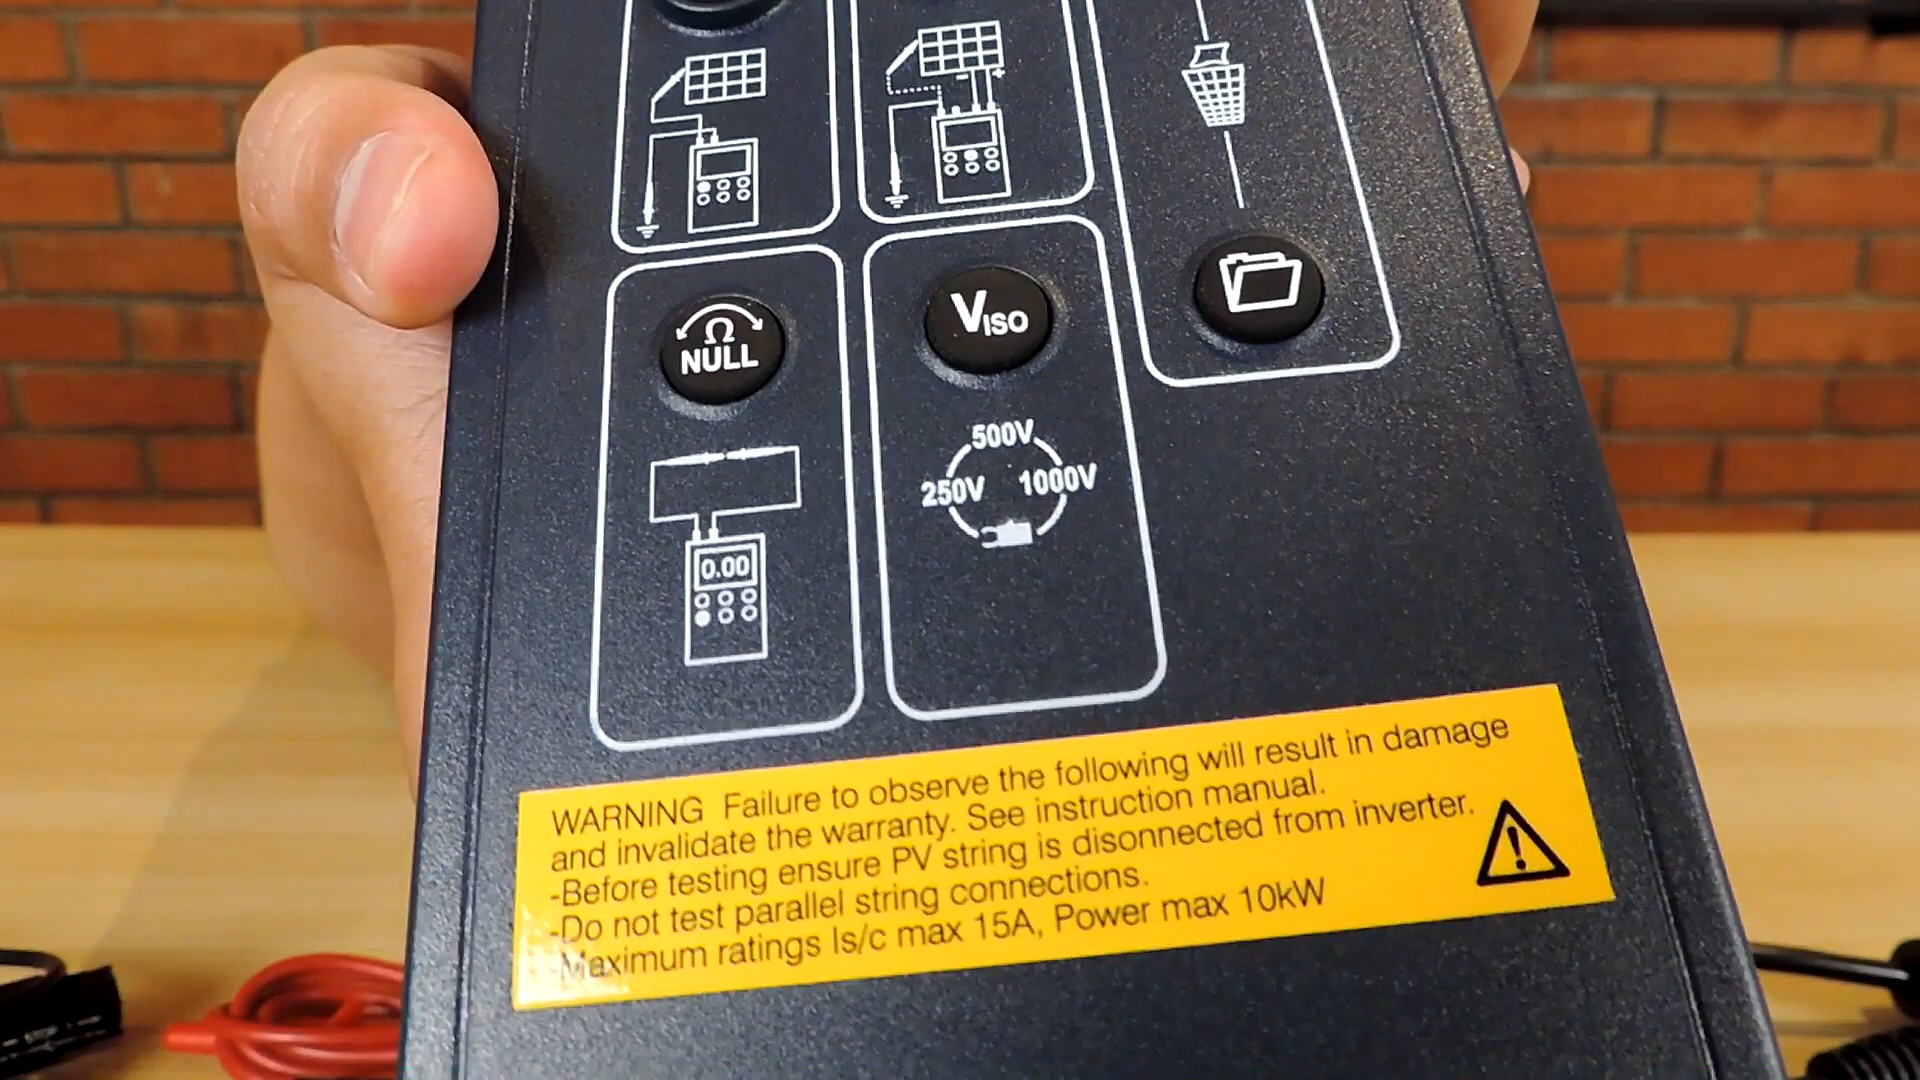 Ω
NULL
VISO
500V
250V 1000V
0.00
WARNING Failure to observe the following will result in damage
and invalidate the warranty. See instruction manual.
-Before testing ensure PV string is disonnected from inverter.
-Do not test parallel string connections.
-Maximum ratings Is/c max 15A, Power max 10kW